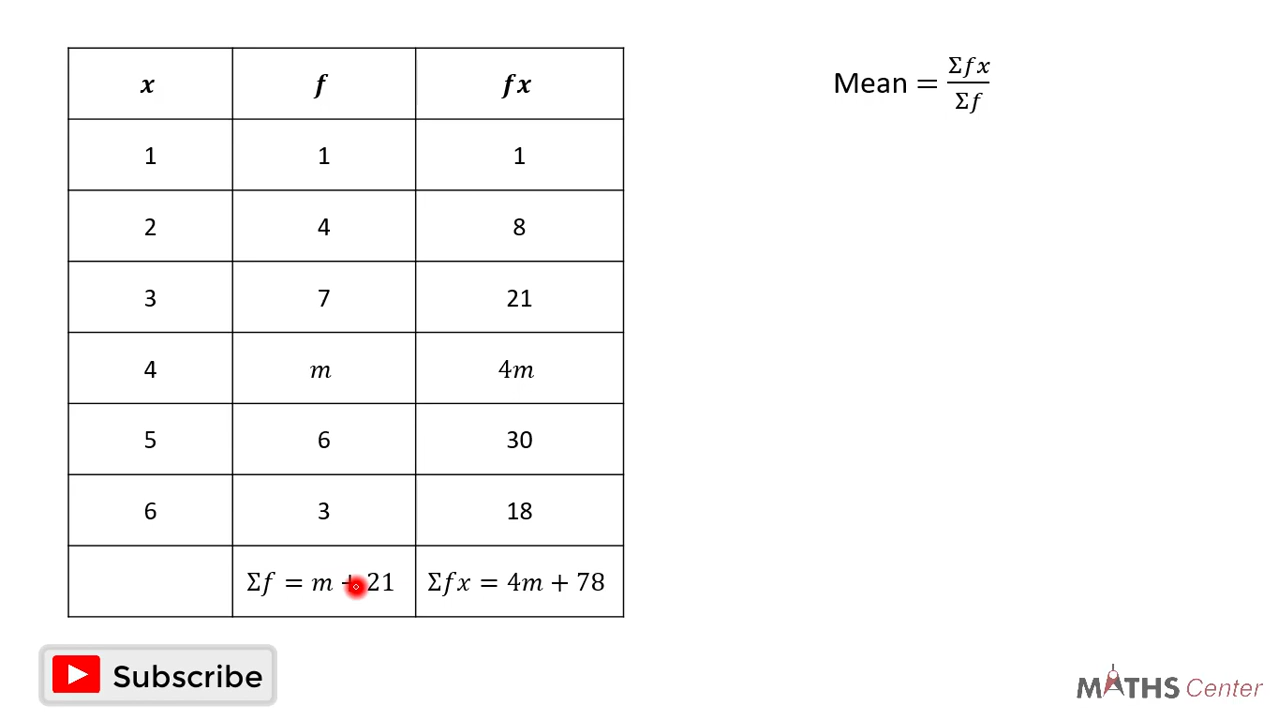 x f fx
1 1 1
2 4 8
3 7 21
4 m 4m
5 6 30
6 3 18
Σf = m + 21 Σfx = 4m + 78
Mean = Σfx/Σf
Subscribe
MATHS Center